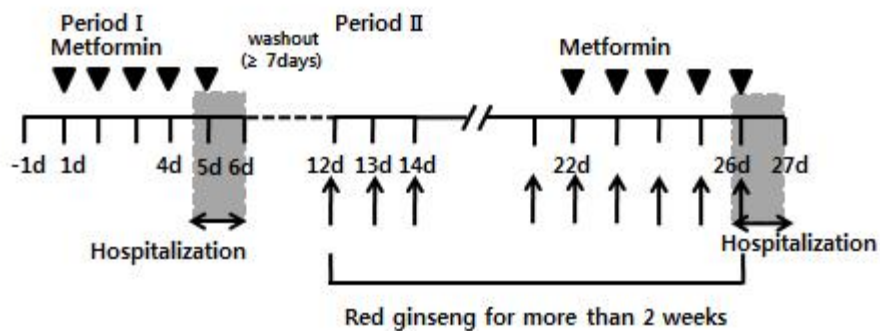 Period I
Metformin
washout
(≥ 7days)
Period II
Metformin
-1d 1d 4d 5d 6d 12d 13d 14d 22d 26d 27d
Hospitalization
Hospitalization
Red ginseng for more than 2 weeks